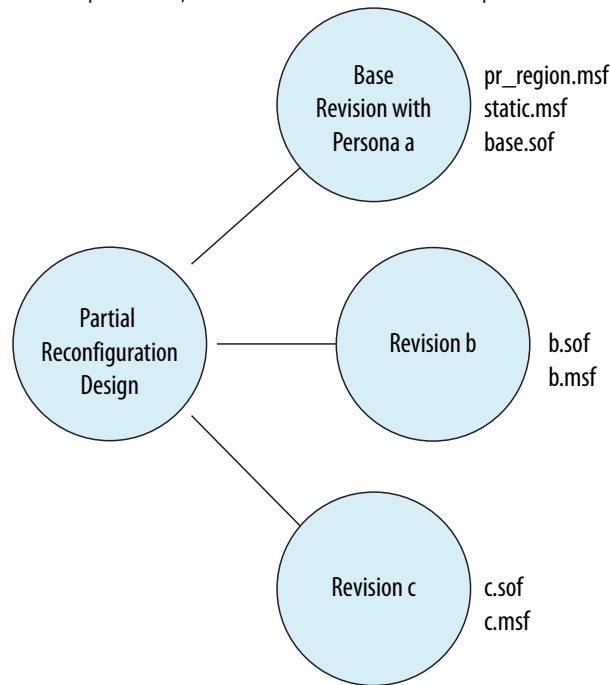 Base
Revision with
Persona a
pr_region.msf
static.msf
base.sof
Partial
Reconfiguration
Design
Revision b
b.sof
b.msf
Revision c
c.sof
c.msf